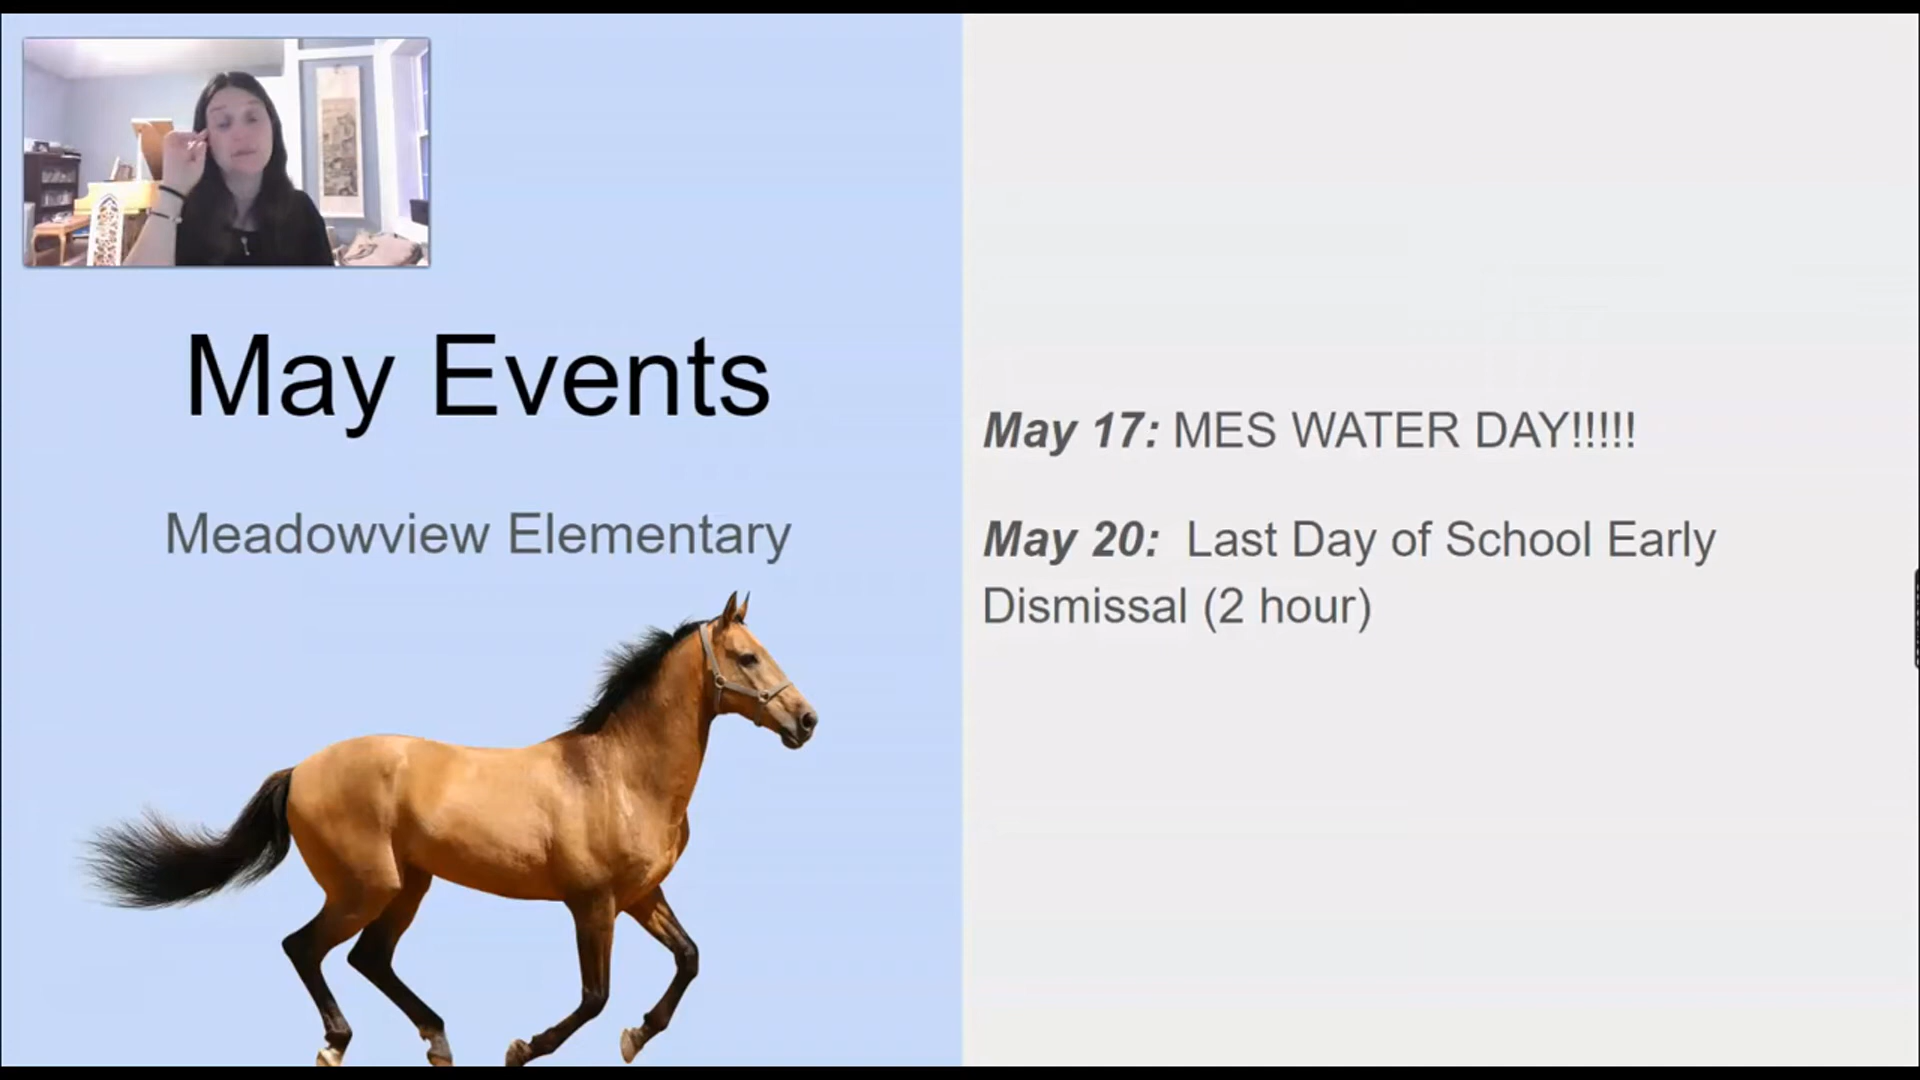 May Events
Meadowview Elementary
May 17: MES WATER DAY!!!!!
May 20:  Last Day of School Early
Dismissal (2 hour)